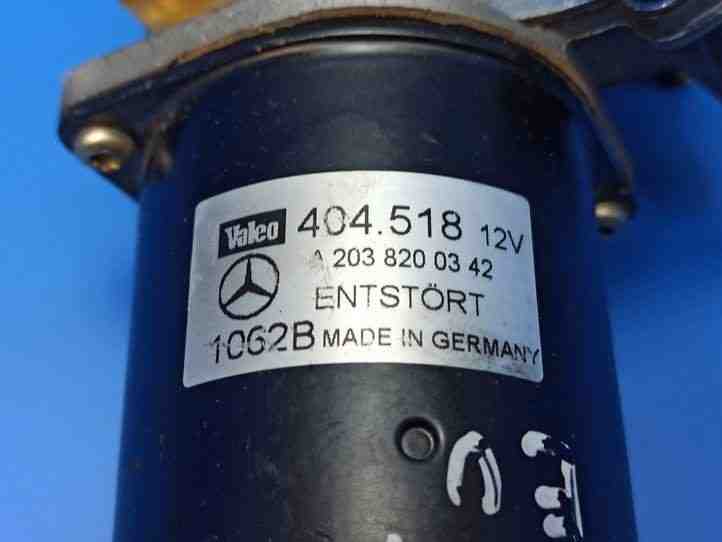 Valeo 404.518 12V
A 203 820 03 42
ENTSTÖRT
1062B MADE IN GERMANY